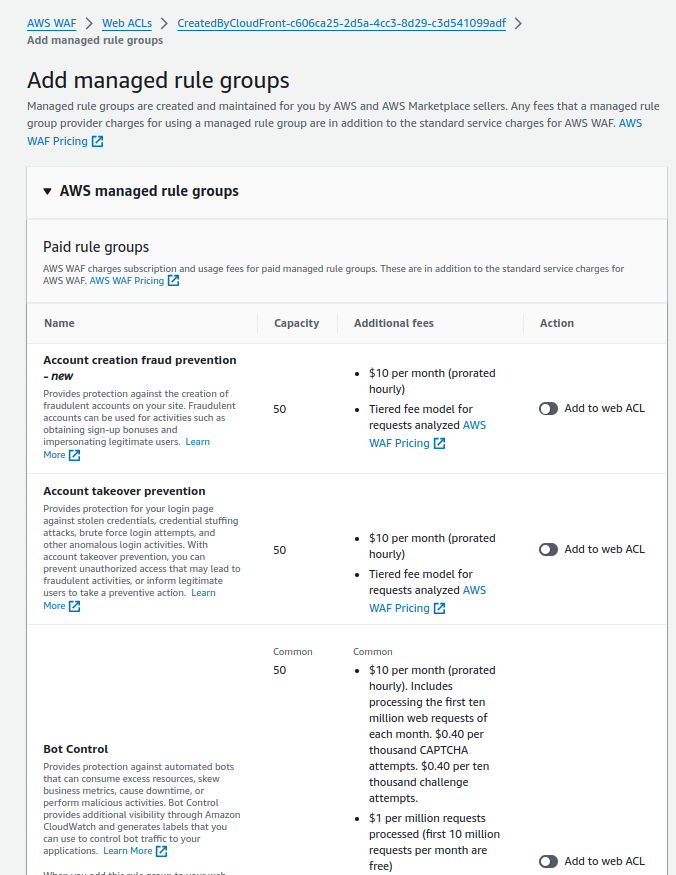 AWS WAF > Web ACLs > CreatedByCloudFront-c606ca25-2d5a-4cc3-8d29-c3d541099adf >
Add managed rule groups
Add managed rule groups
Managed rule groups are created and maintained for you by AWS and AWS Marketplace sellers. Any fees that a managed rule
group provider charges for using a managed rule group are in addition to the standard service charges for AWS WAF. AWS
WAF Pricing
AWS managed rule groups
Paid rule groups
AWS WAF charges subscription and usage fees for paid managed rule groups. These are in addition to the standard service charges for
AWS WAF. AWS WAF Pricing
Name
Capacity
Additional fees
Action
Account creation fraud prevention
– new
Provides protection against the creation of
fraudulent accounts on your site. Fraudulent
accounts can be used for activities such as
obtaining sign-up bonuses and
impersonating legitimate users. Learn
More
50
• $10 per month (prorated
hourly)
• Tiered fee model for
requests analyzed AWS
WAF Pricing
Add to web ACL
Account takeover prevention
Provides protection for your login page
against stolen credentials, credential stuffing
attacks, brute force login attempts, and
other anomalous login activities. With
account takeover prevention, you can
prevent unauthorized access that may lead to
fraudulent activities, or inform legitimate
users to take a preventive action. Learn
More
50
• $10 per month (prorated
hourly)
• Tiered fee model for
requests analyzed AWS
WAF Pricing
Add to web ACL
Bot Control
Provides protection against automated bots
that can consume excess resources, skew
business metrics, cause downtime, or
perform malicious activities. Bot Control
provides additional visibility through Amazon
CloudWatch and generates labels that you
can use to control bot traffic to your
applications. Learn More
When you add this rule group to your web
Common
50
Common
• $10 per month (prorated
hourly). Includes
processing the first ten
million web requests of
each month. $0.40 per
thousand CAPTCHA
attempts. $0.40 per ten
thousand challenge
attempts.
• $1 per million requests
processed (first 10 million
requests per month are
free)
Add to web ACL